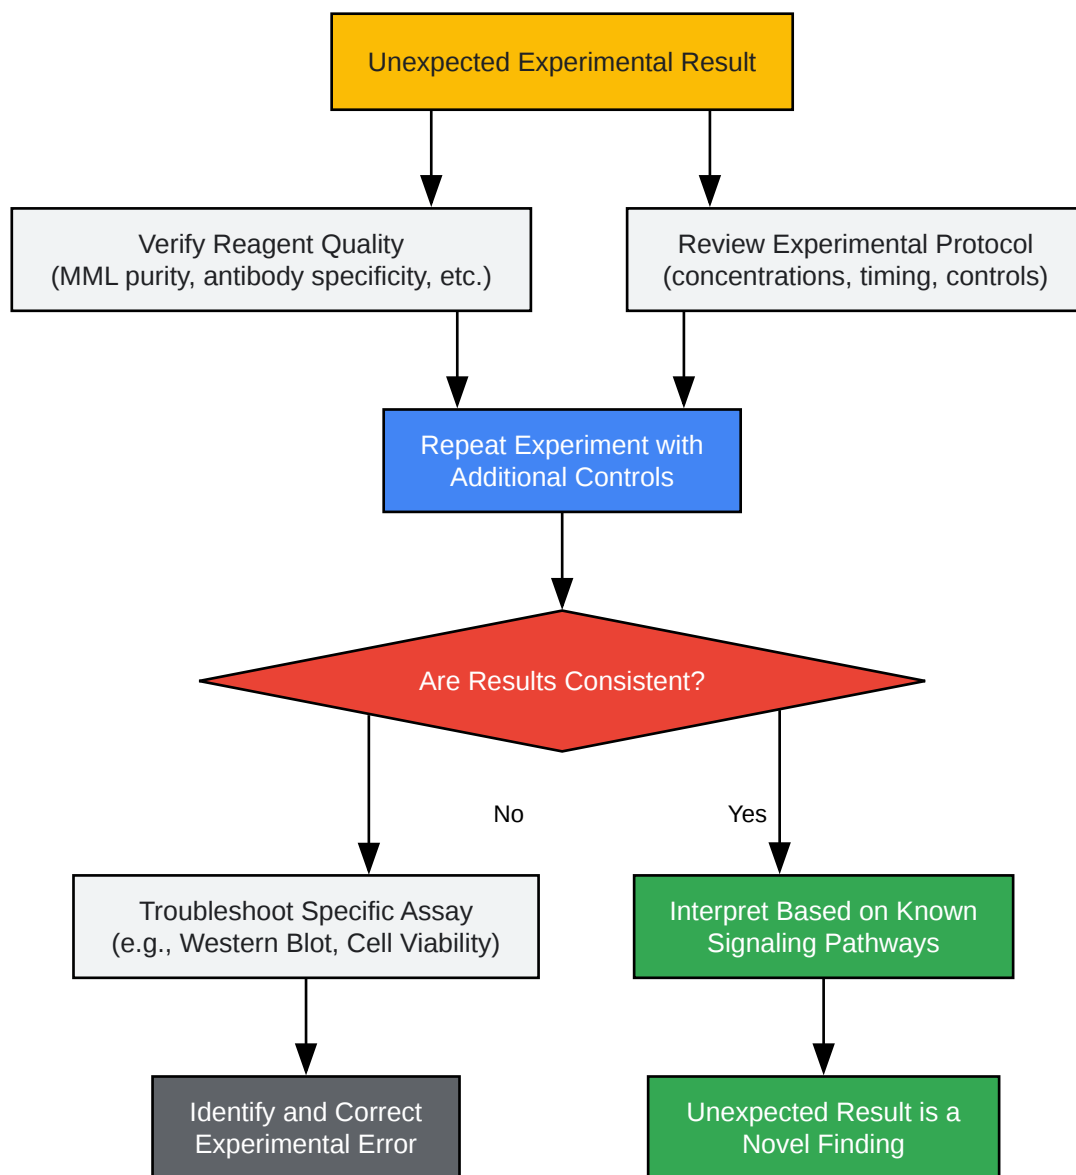 Unexpected Experimental Result
Verify Reagent Quality
(MML purity, antibody specificity, etc.)
Review Experimental Protocol
(concentrations, timing, controls)
Repeat Experiment with
Additional Controls
Are Results Consistent?
No
Yes
Troubleshoot Specific Assay
(e.g., Western Blot, Cell Viability)
Interpret Based on Known
Signaling Pathways
Identify and Correct
Experimental Error
Unexpected Result is a
Novel Finding